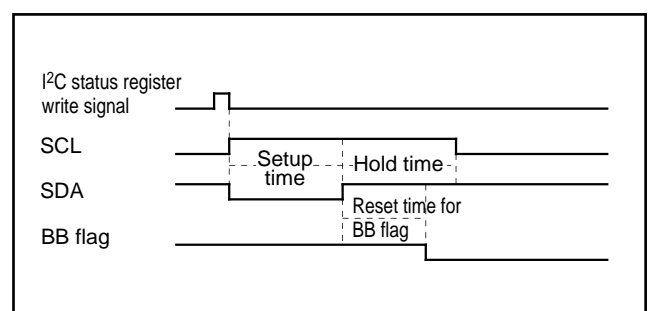 I²C status register
write signal
SCL
Setup
time
Hold time
SDA
Reset time for
BB flag
BB flag